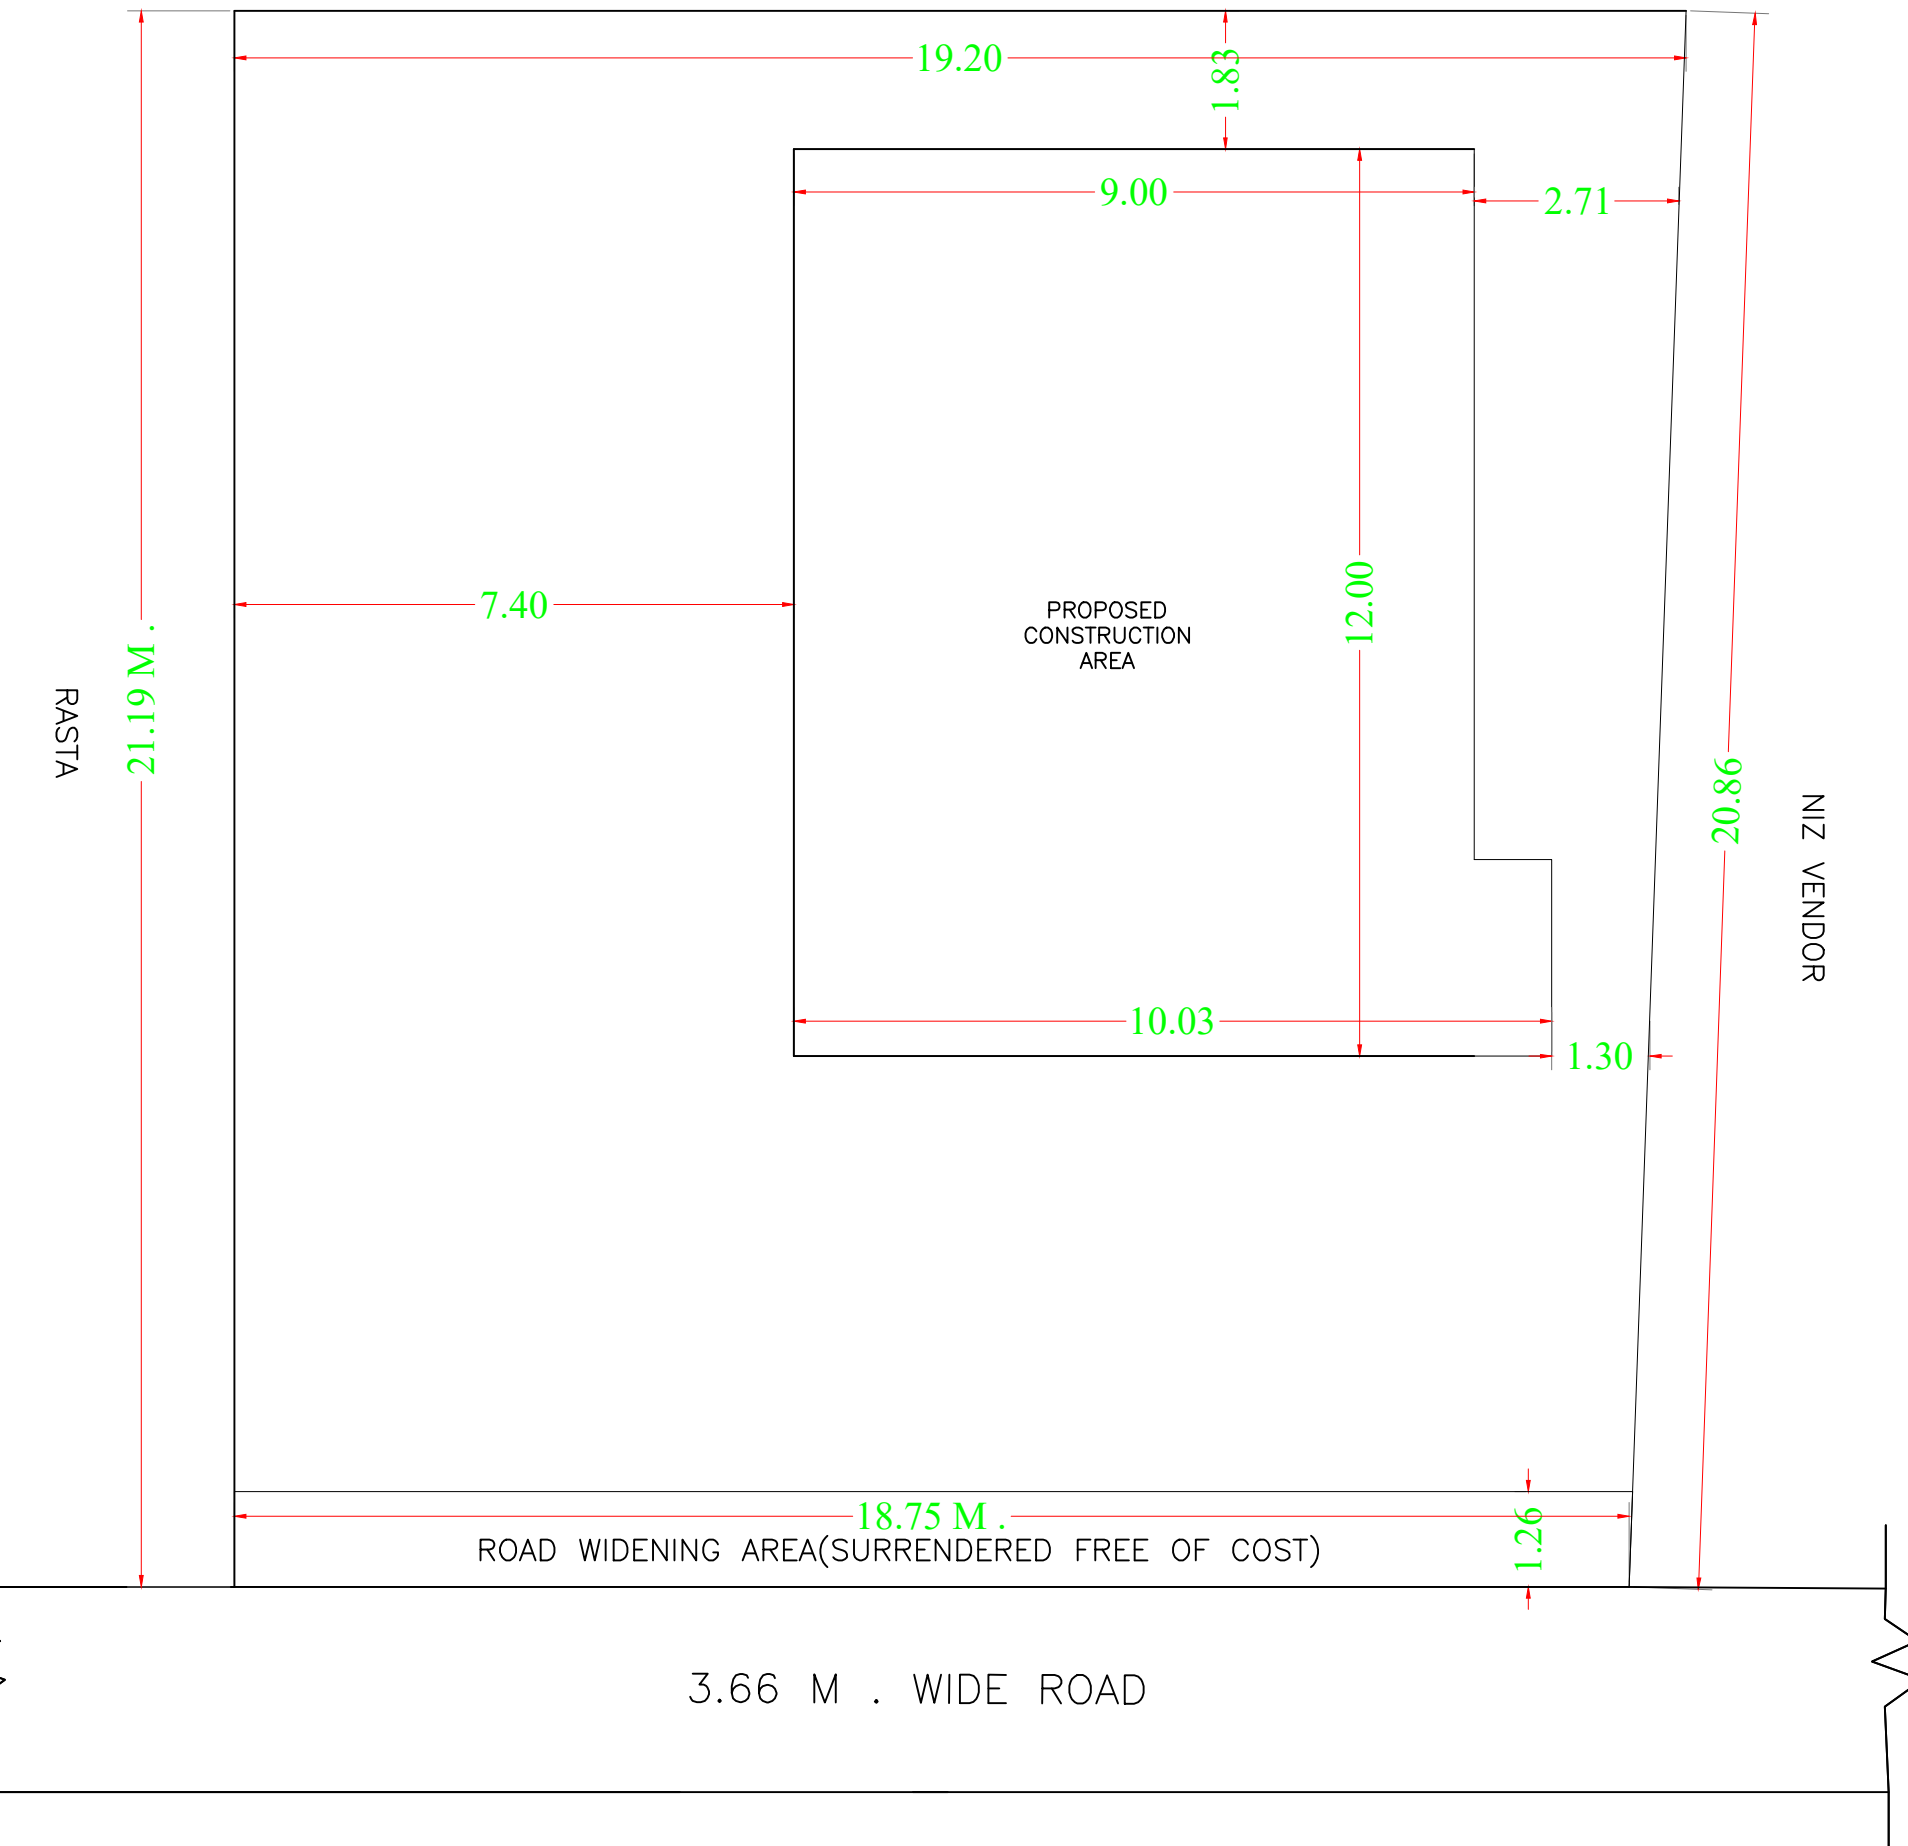 19.20
1.83
9.00
2.71
7.40
12.00
PROPOSED
CONSTRUCTION
AREA
21.19 M .
RASTA
20.86
NIZ VENDOR
10.03
1.30
18.75 M .
1.26
ROAD WIDENING AREA(SURRENDERED FREE OF COST)
3.66 M . WIDE ROAD